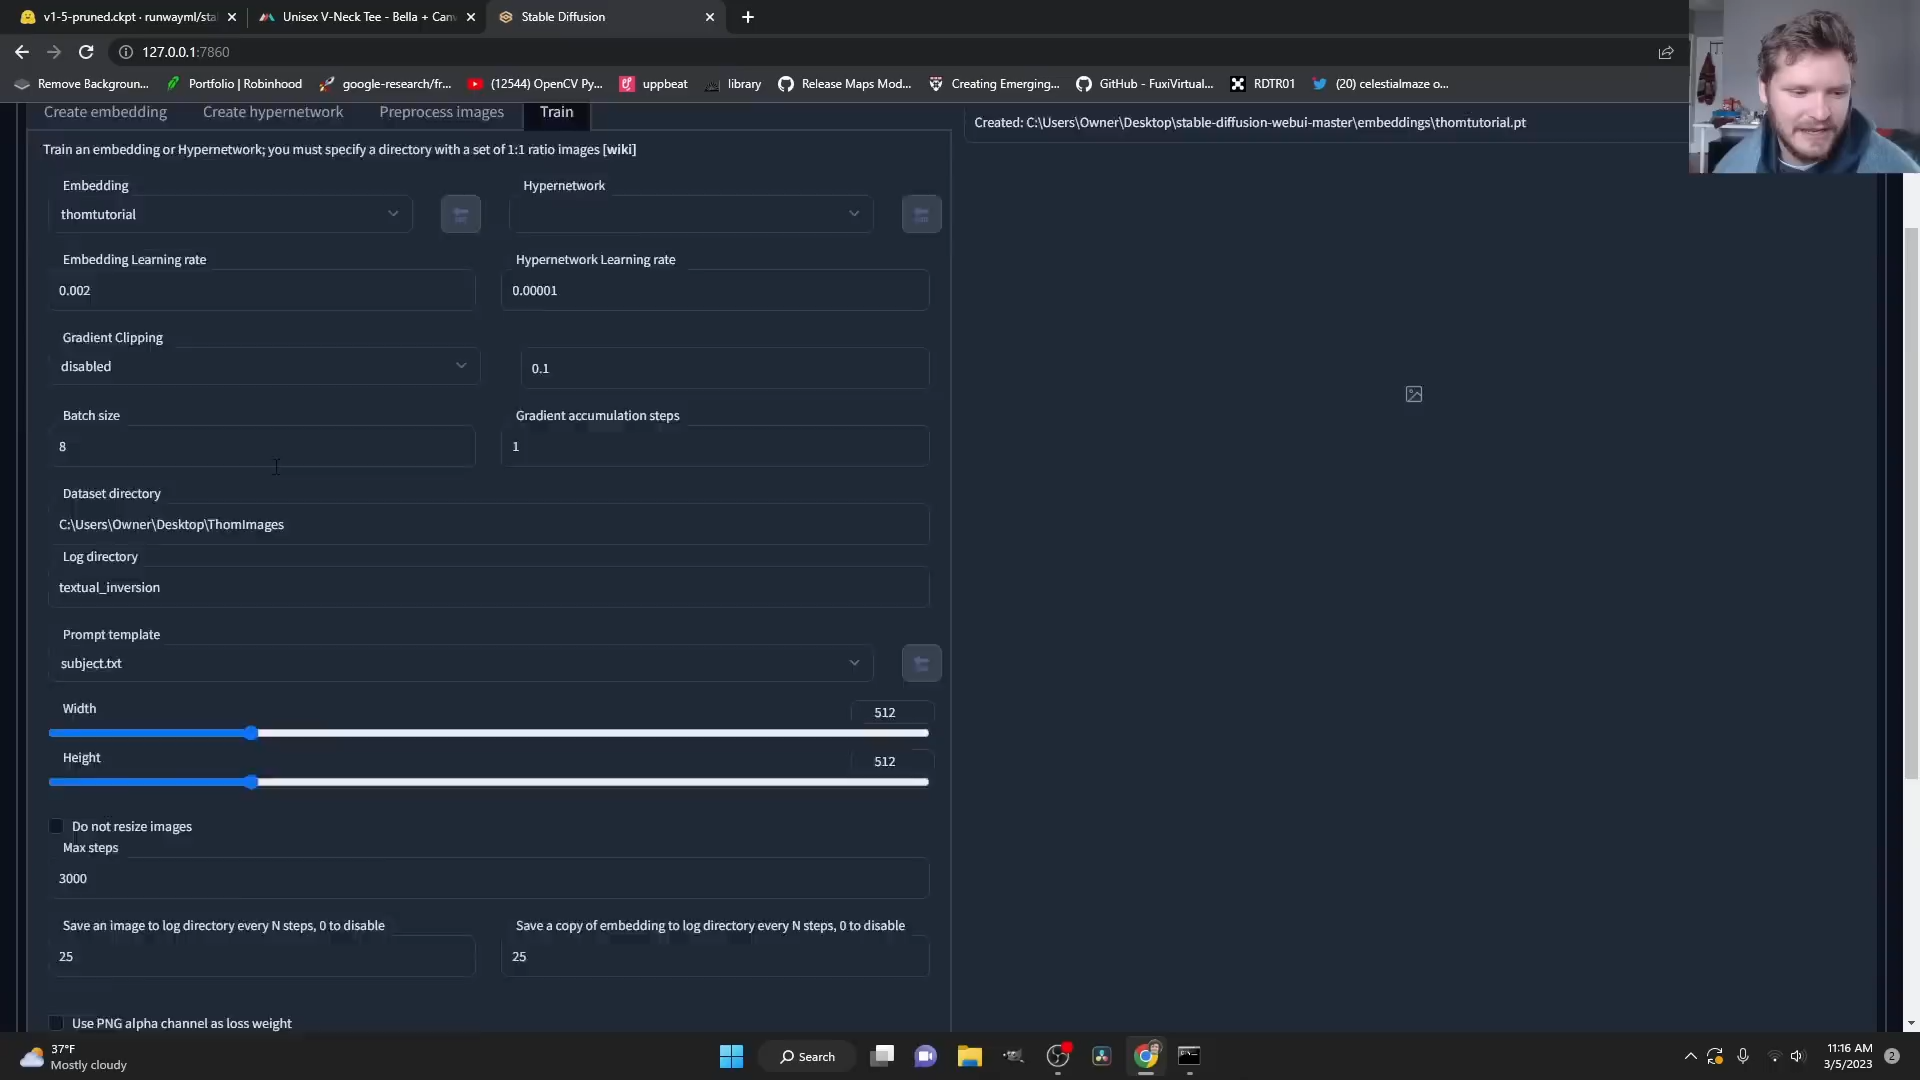 v1-5-pruned.ckpt · runwayml/sta
Unisex V-Neck Tee - Bella + Canv
Stable Diffusion
127.0.0.1:7860
Remove Backgroun...
Portfolio | Robinhood
google-research/fr...
(12544) OpenCV Py...
uppbeat
library
Release Maps Mod...
Creating Emerging...
GitHub - FuxiVirtual...
RDTR01
(20) celestialmaze o...
Create embedding
Create hypernetwork
Preprocess images
Train
Created: C:\Users\Owner\Desktop\stable-diffusion-webui-master\embeddings\thomtutorial.pt
Train an embedding or Hypernetwork; you must specify a directory with a set of 1:1 ratio images [wiki]
Embedding
Hypernetwork
thomtutorial
Embedding Learning rate
Hypernetwork Learning rate
0.002
0.00001
Gradient Clipping
disabled
0.1
Batch size
Gradient accumulation steps
8
1
Dataset directory
C:\Users\Owner\Desktop\ThomImages
Log directory
textual_inversion
Prompt template
subject.txt
Width
512
Height
512
Do not resize images
Max steps
3000
Save an image to log directory every N steps, 0 to disable
Save a copy of embedding to log directory every N steps, 0 to disable
25
25
Use PNG alpha channel as loss weight
37°F
Mostly cloudy
Search
11:16 AM
3/5/2023
2